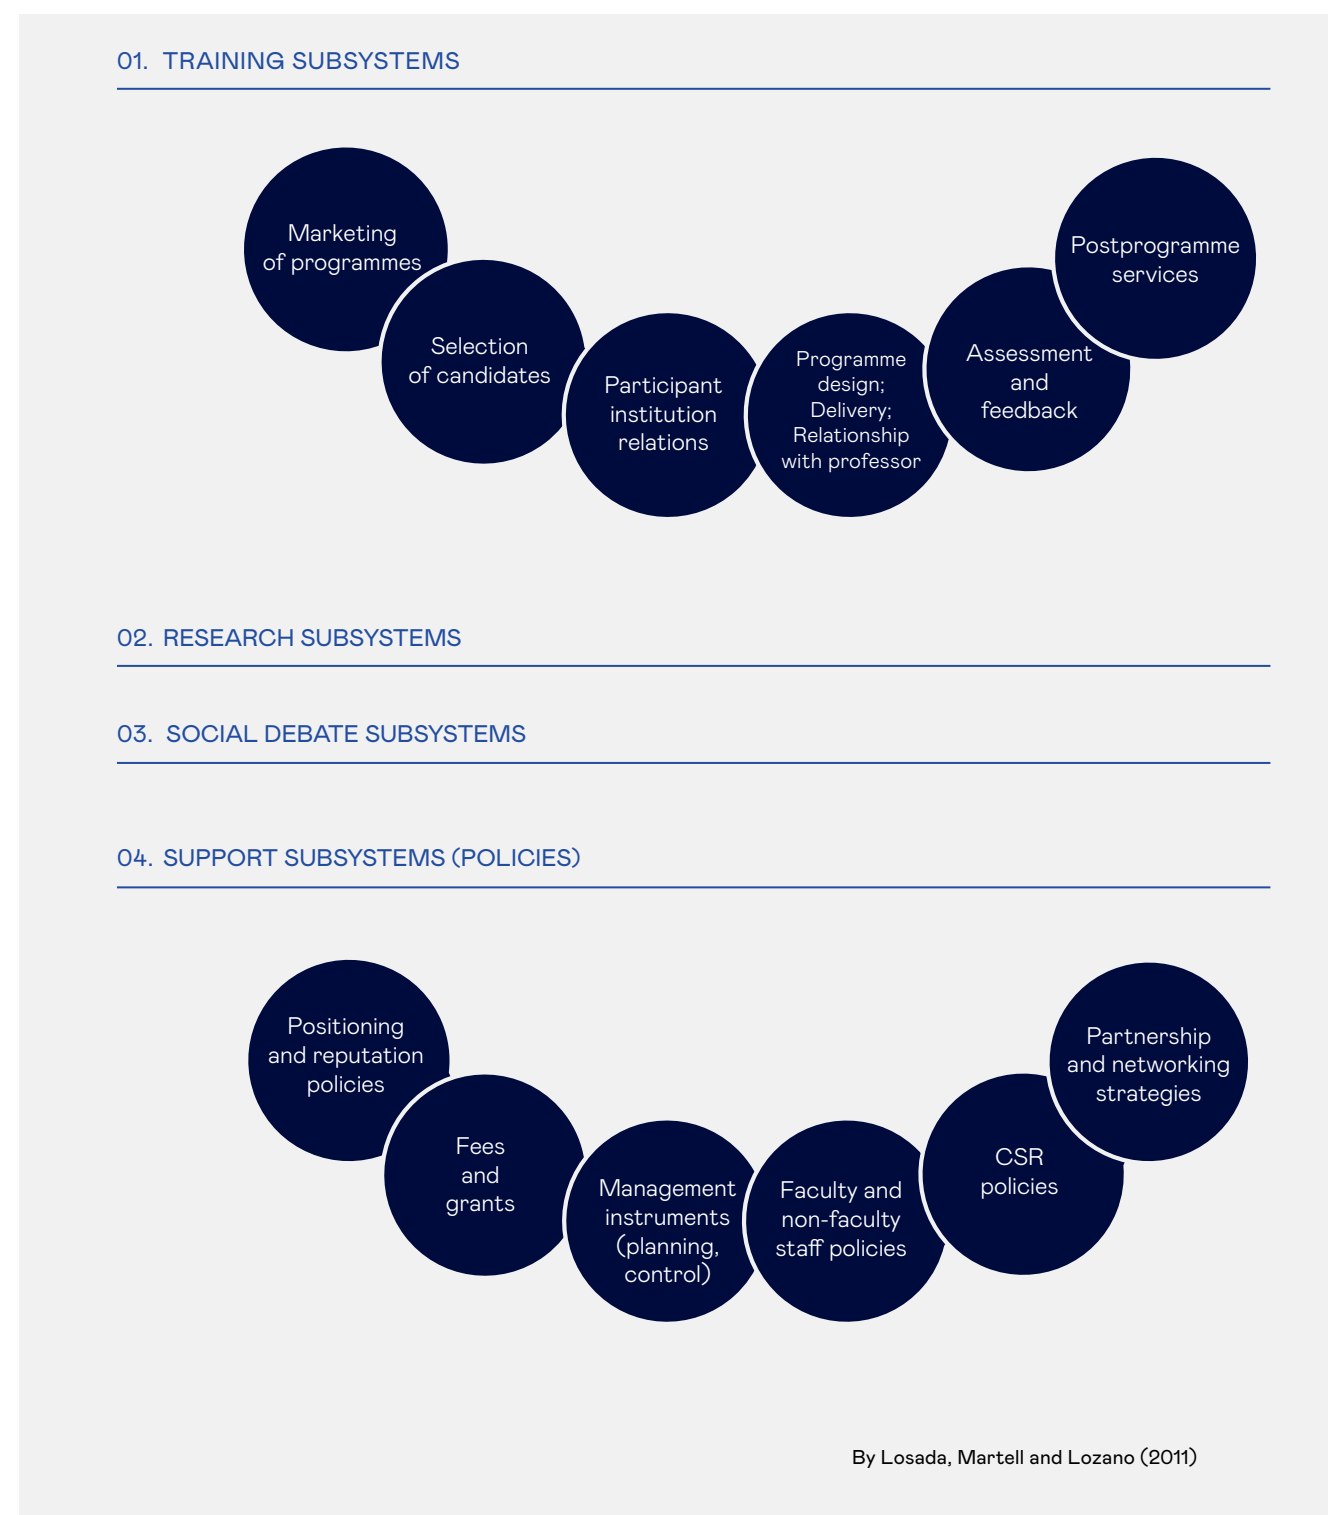 01. TRAINING SUBSYSTEMS
Marketing
of programmes
Selection
of candidates
Participant
institution
relations
Programme
design;
Delivery;
Relationship
with professor
Assessment
and
feedback
Postprogramme
services
02. RESEARCH SUBSYSTEMS
03. SOCIAL DEBATE SUBSYSTEMS
04. SUPPORT SUBSYSTEMS (POLICIES)
Positioning
and reputation
policies
Fees
and
grants
Management
instruments
(planning,
control)
Faculty and
non-faculty
staff policies
CSR
policies
Partnership
and networking
strategies
By Losada, Martell and Lozano (2011)